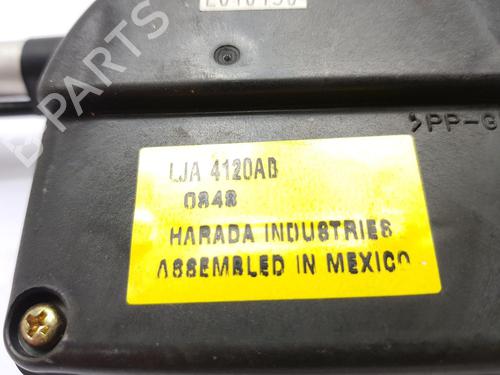 B-PARTS
>PP-G
LJA 4120AB
0848
HARADA INDUSTRIES
ASSEMBLED IN MEXICO